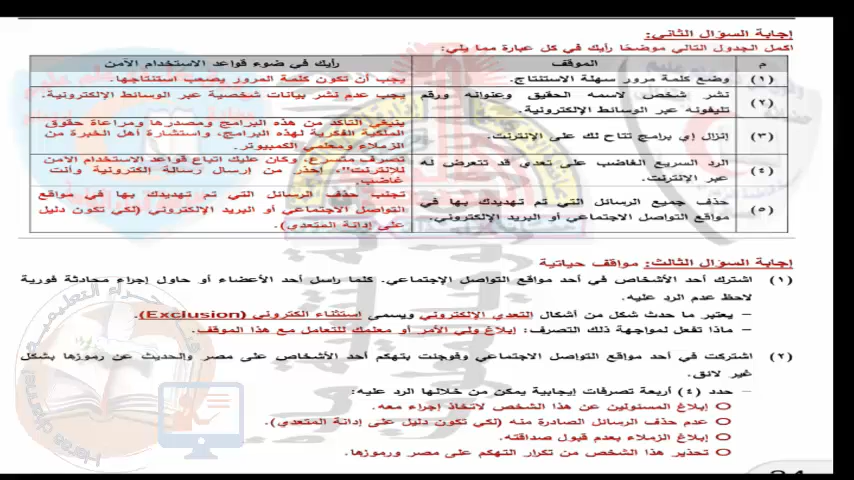 إجابة السؤال الثاني:
اكمل الجدول التالي موضحًا رأيك في كل عبارة مما يلي:
م الموقف رأيك في ضوء قواعد الاستخدام الآمن
(١) وضع كلمة مرور سهلة الاستنتاج. يجب أن تكون كلمة المرور يصعب استنتاجها.
(٢) نشر شخص لاسمه الحقيقي وعنوانه ورقم يجب عدم نشر بيانات شخصية عبر الوسائط الإلكترونية.
تليفونه عبر الوسائط الإلكترونية.
(٣) إنزال إي برامج تتاح لك على الإنترنت. ينبغي التأكد من هذه البرامج ومصدرها ومراعاة حقوق
الملكية الفكرية لهذه البرامج، واستشارة أهل الخبرة من
الزملاء ومعلمي الكمبيوتر.
(٤) الرد السريع الغاضب على تعدي قد تتعرض له تصرف متسرع، وكان عليك اتباع قواعد الاستخدام الآمن
عبر الإنترنت. للإنترنت"، إحذر من إرسال رسالة إلكترونية وأنت
غاضب.
(٥) حذف جميع الرسائل التي تم تهديدك بها في تجنب حذف الرسائل التي تم تهديدك بها في مواقع
مواقع التواصل الاجتماعي أو البريد الإلكتروني. التواصل الاجتماعي أو البريد الإلكتروني (لكي تكون دليل
على إدانة المتعدي).
إجابة السؤال الثالث: مواقف حياتية
(١) اشترك أحد الأشخاص في أحد مواقع التواصل الإجتماعي. كلما راسل أحد الأعضاء أو حاول إجراء محادثة فورية
لاحظ عدم الرد عليه.
– يعتبر ما حدث شكل من أشكال التعدي الإلكتروني ويسمى استثناء الكتروني (Exclusion).
– ماذا تفعل لمواجهة ذلك التصرف: إبلاغ ولي الأمر أو معلمك للتعامل مع هذا الموقف.
(٢) اشتركت في أحد مواقع التواصل الاجتماعي وفوجئت بتهكم أحد الأشخاص على مصر والحديث عن رموزها بشكل
غير لائق.
– حدد (٤) أربعة تصرفات إيجابية يمكن من خلالها الرد عليه:
○ إبلاغ المسئولين عن هذا الشخص لاتخاذ إجراء معه.
○ عدم حذف الرسائل الصادرة منه (لكي تكون دليل على إدانة المتعدي).
○ إبلاغ الزملاء بعدم قبول صداقته.
○ تحذير هذا الشخص من تكرار التهكم على مصر ورموزها.